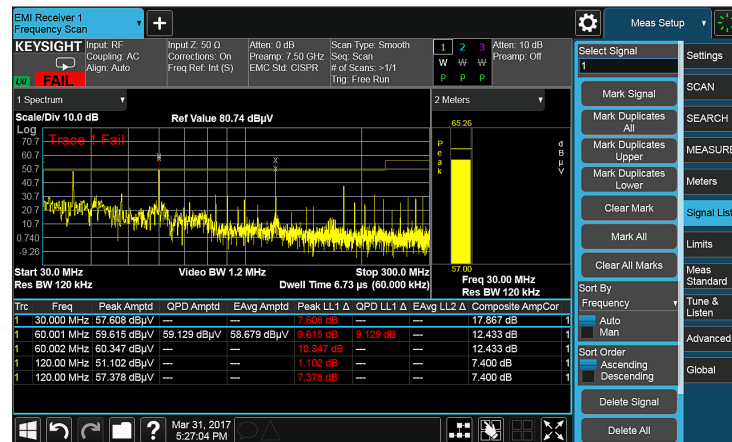 EMI Receiver 1
Frequency Scan
Meas Setup
KEYSIGHT
LXI FAIL
Input: RF
Coupling: AC
Align: Auto
Input Z: 50 Ω
Corrections: On
Freq Ref: Int (S)
Atten: 0 dB
Preamp: 7.50 GHz
EMC Std: CISPR
Scan Type: Smooth
Seq: Scan
# of Scans: >1/1
Trig: Free Run
1 2 3
W W W
P P P
Atten: 10 dB
Preamp: Off
1 Spectrum
Scale/Div 10.0 dB
Ref Value 80.74 dBµV
Log
Trace 1 Fail
70.7
60.7
50.7
40.7
30.7
20.7
10.7
0.740
-9.26
Start 30.0 MHz
Video BW 1.2 MHz
Stop 300.0 MHz
Res BW 120 kHz
Dwell Time 6.73 µs (60.000 kHz)
2 Meters
65.26
Peak
dBµV
57.00
Freq 30.00 MHz
Res BW 120 kHz
Trc Freq Peak Amptd QPD Amptd EAvg Amptd Peak LL1 Δ QPD LL1 Δ EAvg LL2 Δ Composite AmpCor
1 30.000 MHz 57.608 dBµV --- --- 7.608 dB --- --- 17.867 dB 1
1 60.001 MHz 59.615 dBµV 59.129 dBµV 58.679 dBµV 9.615 dB 9.129 dB --- 12.433 dB 1
1 60.002 MHz 60.347 dBµV --- --- 10.347 dB --- --- 12.433 dB 1
1 120.00 MHz 51.102 dBµV --- --- 1.102 dB --- --- 7.400 dB 1
1 120.00 MHz 57.378 dBµV --- --- 7.378 dB --- --- 7.400 dB 1
?
Mar 31, 2017
5:27:04 PM
Select Signal
1
Mark Signal
Mark Duplicates
All
Mark Duplicates
Upper
Mark Duplicates
Lower
Clear Mark
Mark All
Clear All Marks
Sort By
Frequency
Auto
Man
Sort Order
Ascending
Descending
Delete Signal
Delete All
Settings
SCAN
SEARCH
MEASURE
Meters
Signal List
Limits
Meas
Standard
Tune &
Listen
Advanced
Global